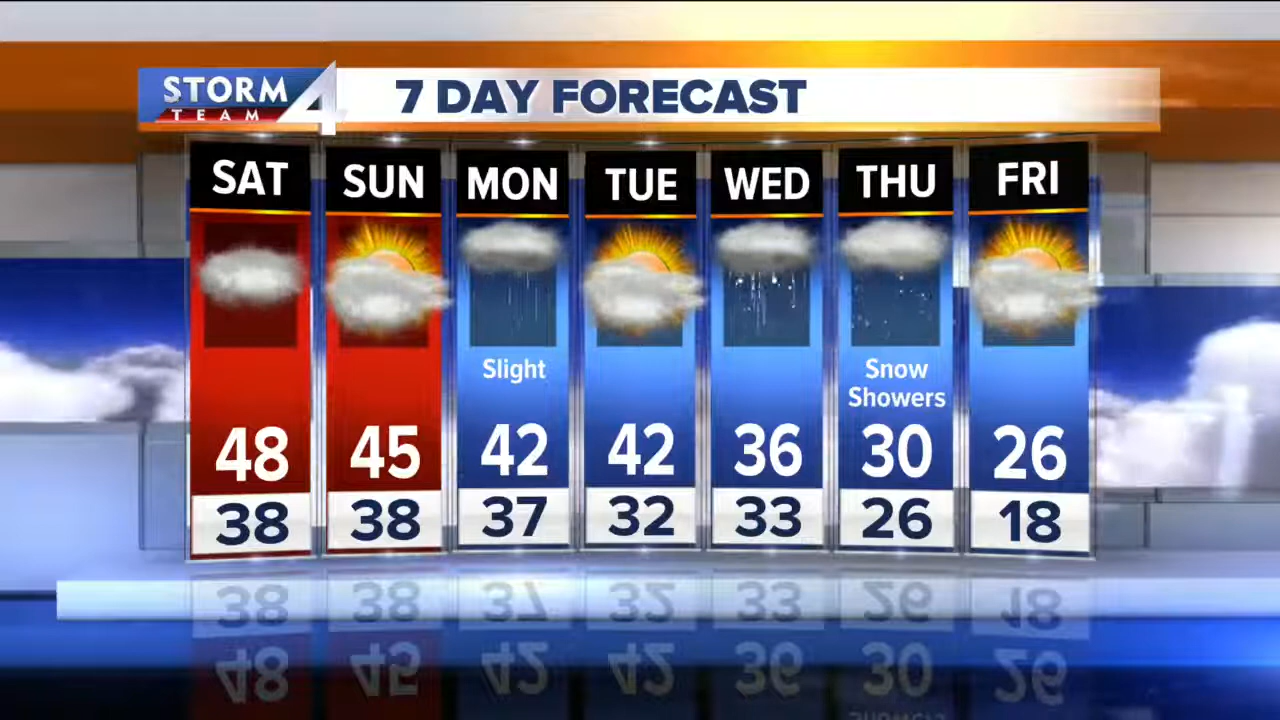 STORM
TEAM
4
7 DAY FORECAST
SAT SUN MON TUE WED THU FRI
Slight Snow
Showers
48 45 42 42 36 30 26
38 38 37 32 33 26 18